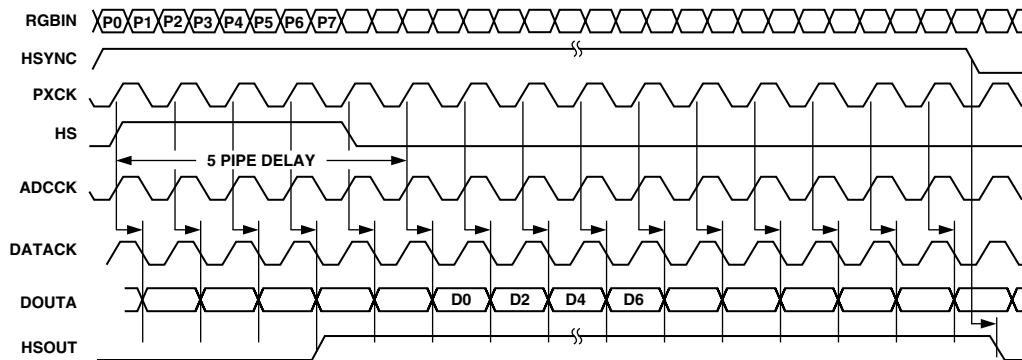 RGBIN P0 P1 P2 P3 P4 P5 P6 P7
HSYNC
PXCK
HS
5 PIPE DELAY
ADCCK
DATACK
DOUTA D0 D2 D4 D6
HSOUT